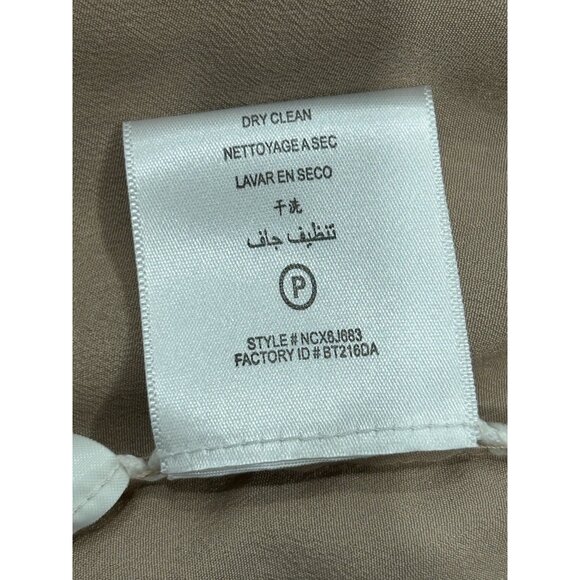 DRY CLEAN
NETTOYAGE A SEC
LAVAR EN SECO
干洗
تنظيف جاف
P
STYLE # NCX6J683
FACTORY ID # BT216DA